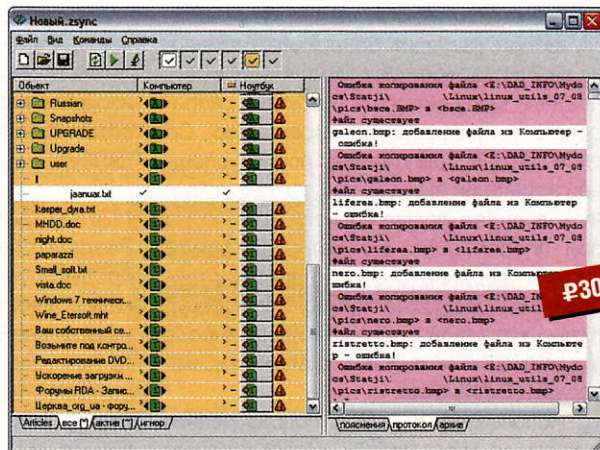 Новый.zsync
Файл Вид Команды Справка
Объект Компьютер Ноутбук
Russian
Snapshots
UPGRADE
Upgrade
user
jaanuar.txt
kasper_dyra.txt
MHDD.doc
night.doc
paparazzi
Small_soft.txt
vista.doc
Windows 7 техническ...
Wine_Etersoft.mht
Ваш собственный се...
Возьмите под контро...
Редактирование DVD...
Ускорение загрузки ...
Форумы RDA - Запис...
Церква_org_ua - фору...
Articles все (*) актив (*) игнор
Ошибка копирования файла <E:\DAD_INFO\Mydo
cs\Statji\ \Linux\linux_utils_07_08
\pics\bsce.BMP> в <bsce.BMP>
Файл существует
galeon.bmp: добавление файла из Компьютер -
ошибка!
Ошибка копирования файла <E:\DAD_INFO\Mydo
cs\Statji\ \Linux\linux_utils_07_08
\pics\galeon.bmp> в <galeon.bmp>
Файл существует
liferea.bmp: добавление файла из Компьютер
- ошибка!
Ошибка копирования файла <E:\DAD_INFO\Mydo
cs\Statji\ \Linux\linux_utils_07_08
\pics\liferea.bmp> в <liferea.bmp>
Файл существует
nero.bmp: добавление файла из
шибка!
Ошибка копирования файла <E:\DAD_IN
cs\Statji\ \Linux\linux_utils_07_08
\pics\nero.bmp> в <nero.bmp>
Файл существует
ristretto.bmp: добавление файла из Компьюте
р - ошибка!
Ошибка копирования файла <E:\DAD_INFO\Mydo
cs\Statji\ \Linux\linux_utils_07_08
\pics\ristretto.bmp> в <ristretto.bmp>
пояснения протокол архив
₽30